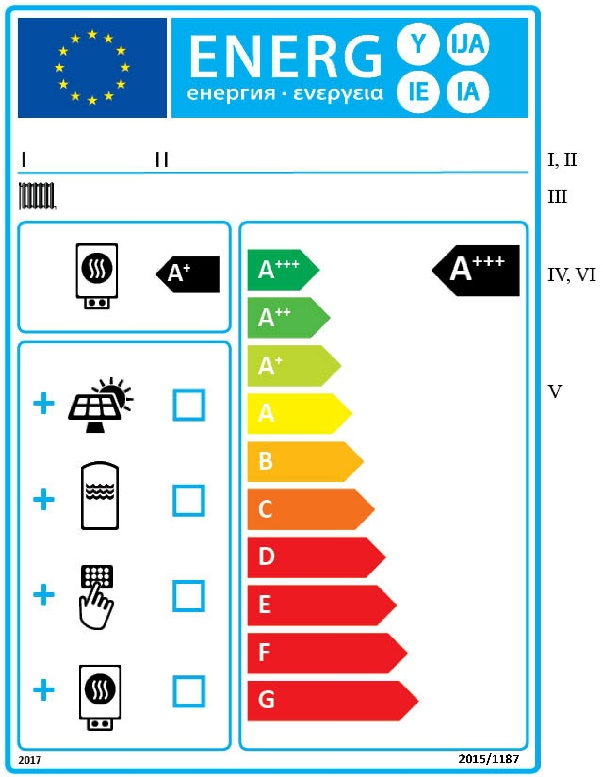 ENERG Y IJA
енергия · ενεργεια IE IA
I II I, II
III
A+ A+++ A+++ IV, VI
A++
A+
A V
B
C
D
E
F
G
2017 2015/1187